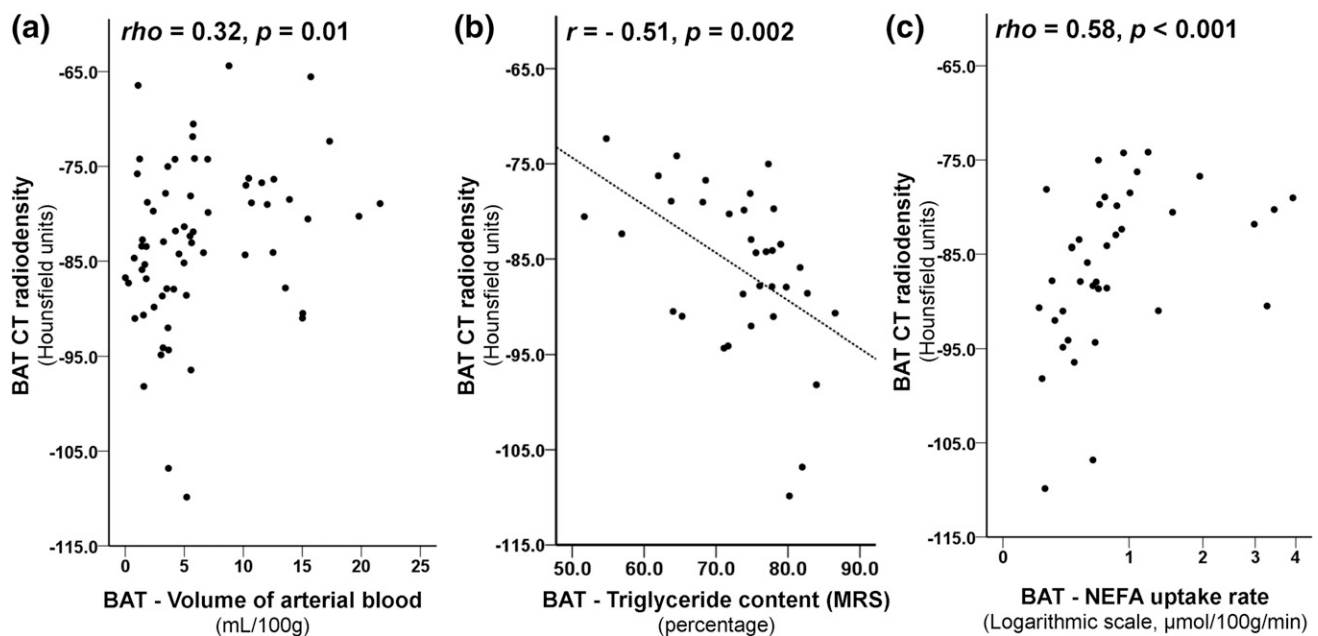 (a)
rho = 0.32, p = 0.01
BAT CT radiodensity
(Hounsfield units)
-65.0
-75.0
-85.0
-95.0
-105.0
-115.0
0 5 10 15 20 25
BAT - Volume of arterial blood
(mL/100g)
(b)
r = - 0.51, p = 0.002
BAT CT radiodensity
(Hounsfield units)
-65.0
-75.0
-85.0
-95.0
-105.0
-115.0
50.0 60.0 70.0 80.0 90.0
BAT - Triglyceride content (MRS)
(percentage)
(c)
rho = 0.58, p < 0.001
BAT CT radiodensity
(Hounsfield units)
-65.0
-75.0
-85.0
-95.0
-105.0
-115.0
0 1 2 3 4
BAT - NEFA uptake rate
(Logarithmic scale, µmol/100g/min)